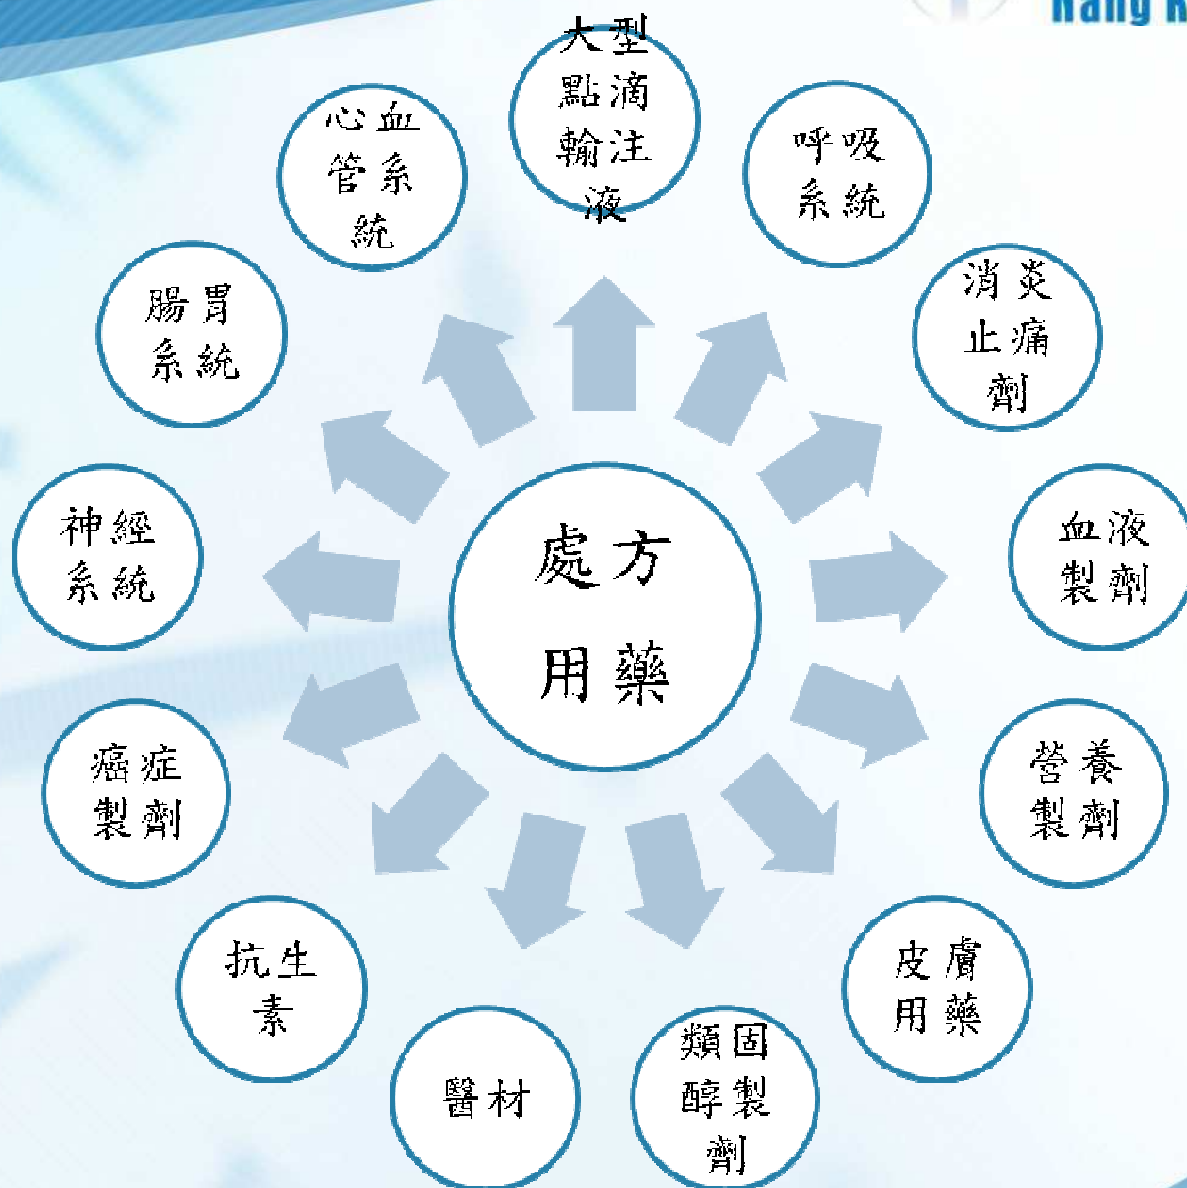 Nang K
大型
點滴
輸注
液
呼吸
系統
消炎
止痛
劑
血液
製劑
營養
製劑
皮膚
用藥
類固
醇製
劑
醫材
抗生
素
癌症
製劑
神經
系統
腸胃
系統
心血
管系
統
處方
用藥